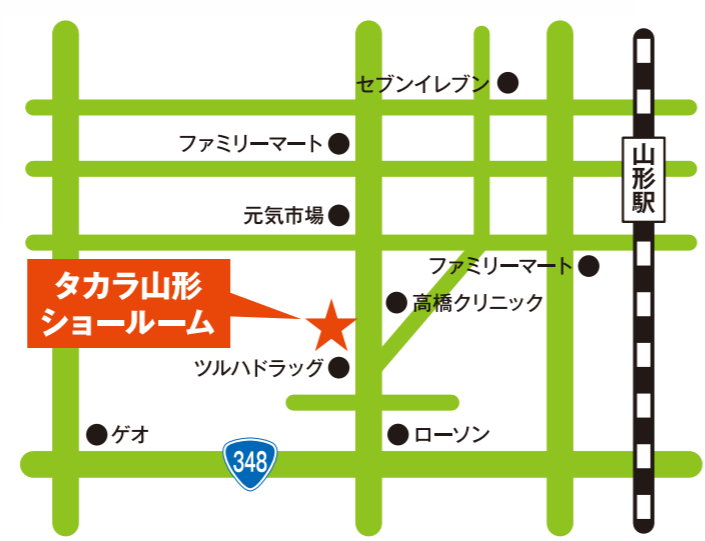 セブンイレブン
ファミリーマート
山形駅
元気市場
ファミリーマート
タカラ山形
ショールーム
高橋クリニック
ツルハドラッグ
ゲオ
ローソン
348